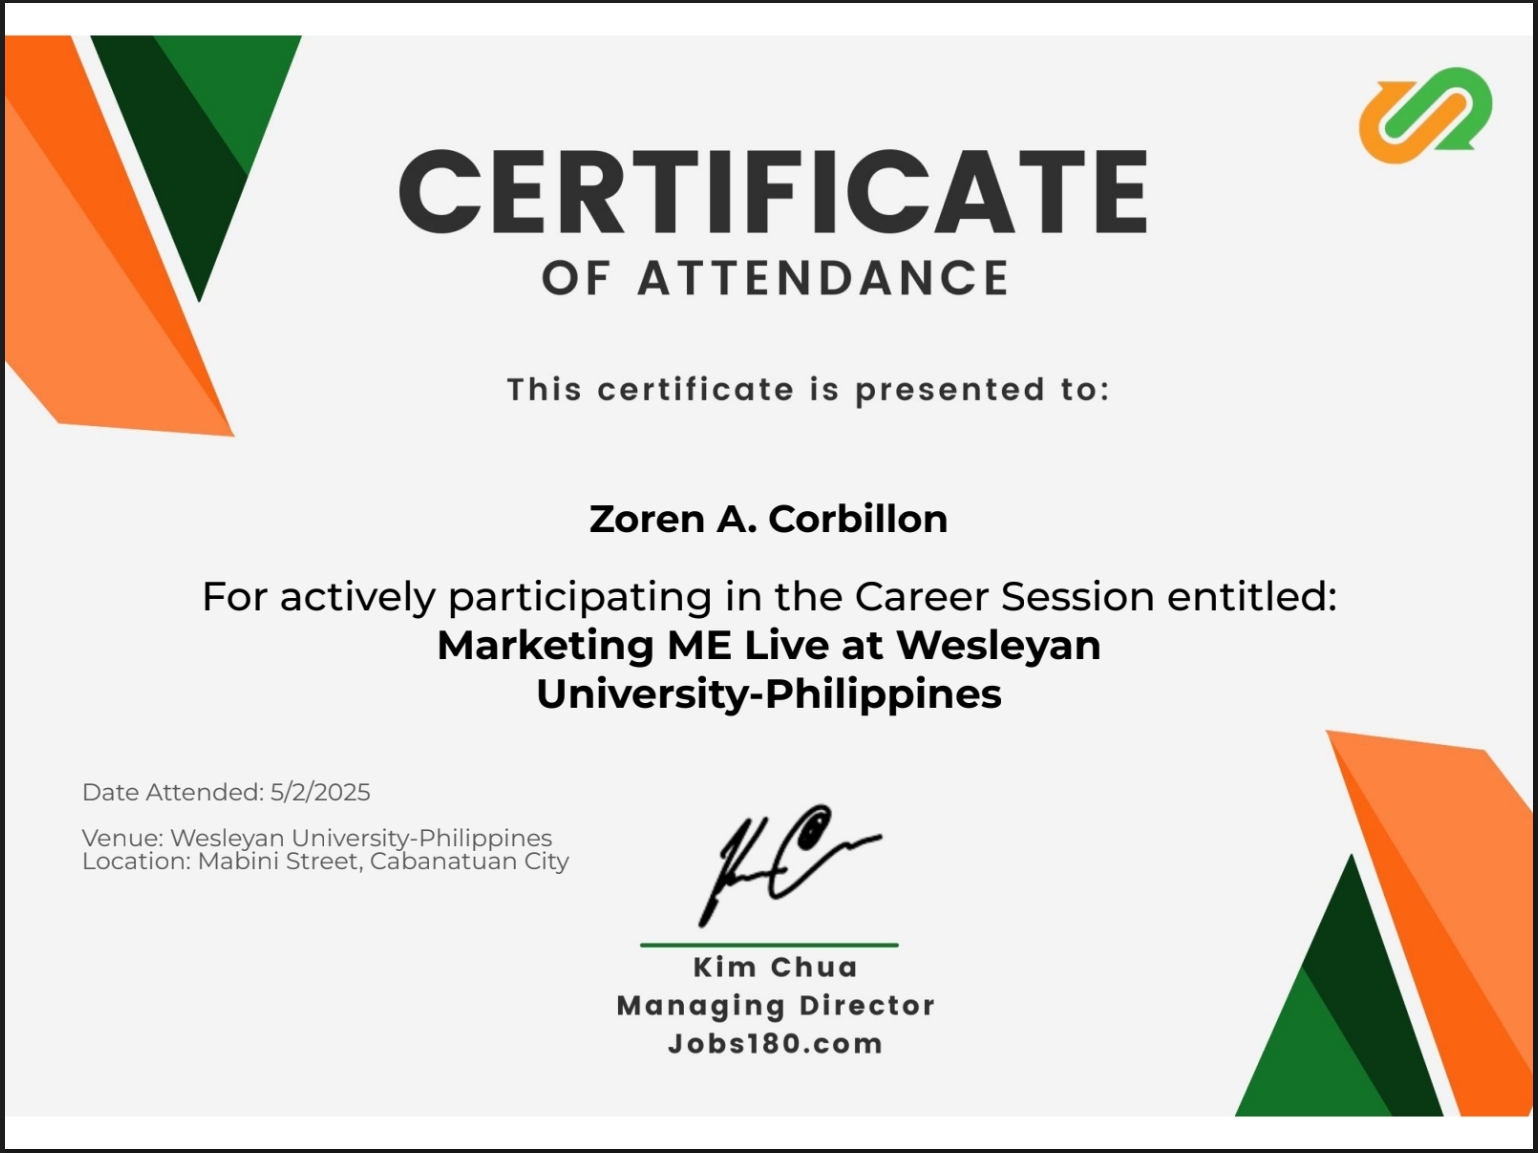 CERTIFICATE
OF ATTENDANCE
This certificate is presented to:
Zoren A. Corbillon
For actively participating in the Career Session entitled:
Marketing ME Live at Wesleyan
University-Philippines
Date Attended: 5/2/2025
Venue: Wesleyan University-Philippines
Location: Mabini Street, Cabanatuan City
Kim Chua
Managing Director
Jobs180.com